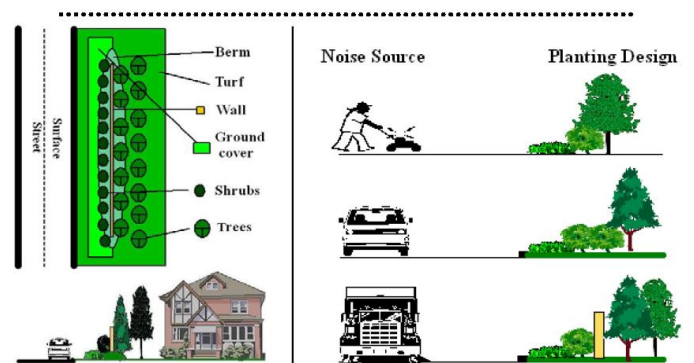 Berm
Turf
Wall
Ground
cover
Shrubs
Trees
Street
Surface
Noise Source
Planting Design